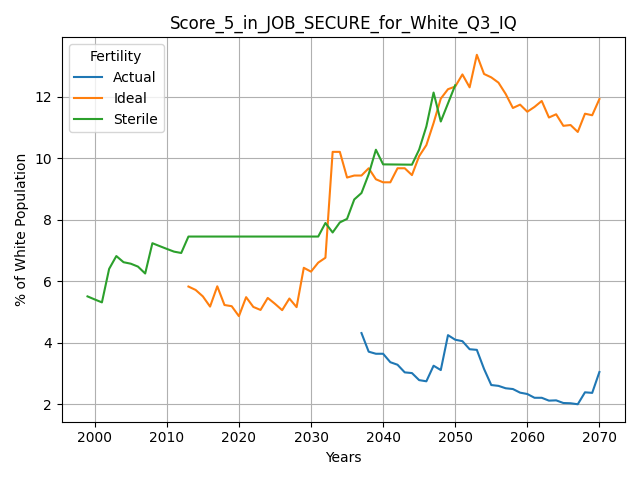 Score_5_in_JOB_SECURE_for_White_Q3_IQ
Fertility
Actual
Ideal
Sterile
% of White Population
12
10
8
6
4
2
2000 2010 2020 2030 2040 2050 2060 2070
Years